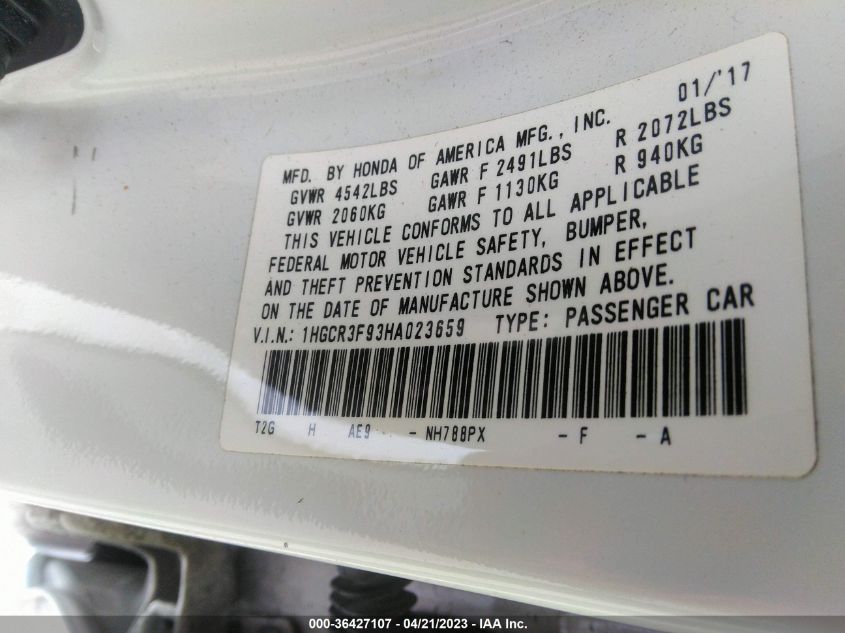 01/'17
MFD. BY HONDA OF AMERICA MFG., INC.
GVWR 4542LBS GAWR F 2491LBS R 2072LBS
GVWR 2060KG GAWR F 1130KG R 940KG
THIS VEHICLE CONFORMS TO ALL APPLICABLE
FEDERAL MOTOR VEHICLE SAFETY, BUMPER,
AND THEFT PREVENTION STANDARDS IN EFFECT
ON THE DATE OF MANUFACTURE SHOWN ABOVE.
V.I.N.: 1HGCR3F93HA023659 TYPE: PASSENGER CAR
T2G H AE9 - NH788PX - F - A
000-36427107 - 04/21/2023 - IAA Inc.